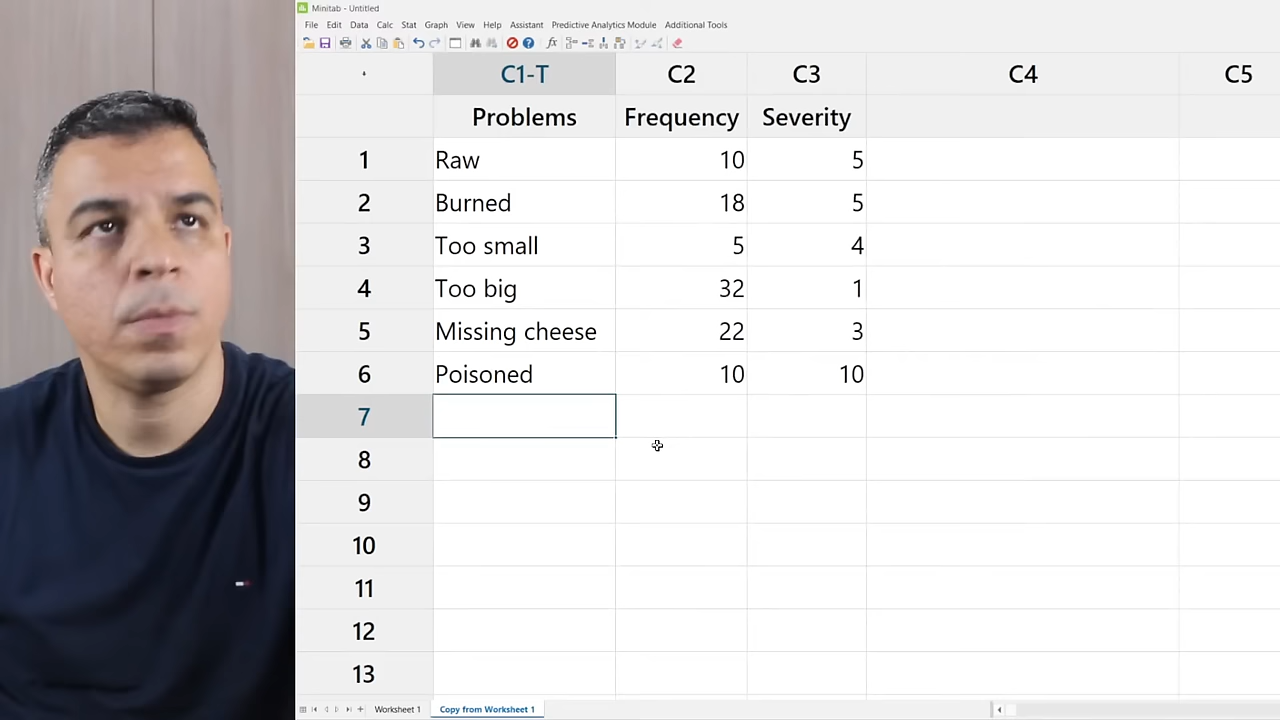 Minitab - Untitled
File Edit Data Calc Stat Graph View Help Assistant Predictive Analytics Module Additional Tools
C1-T C2 C3 C4 C5
Problems Frequency Severity
1 Raw 10 5
2 Burned 18 5
3 Too small 5 4
4 Too big 32 1
5 Missing cheese 22 3
6 Poisoned 10 10
7
8
9
10
11
12
13
Worksheet 1 Copy from Worksheet 1